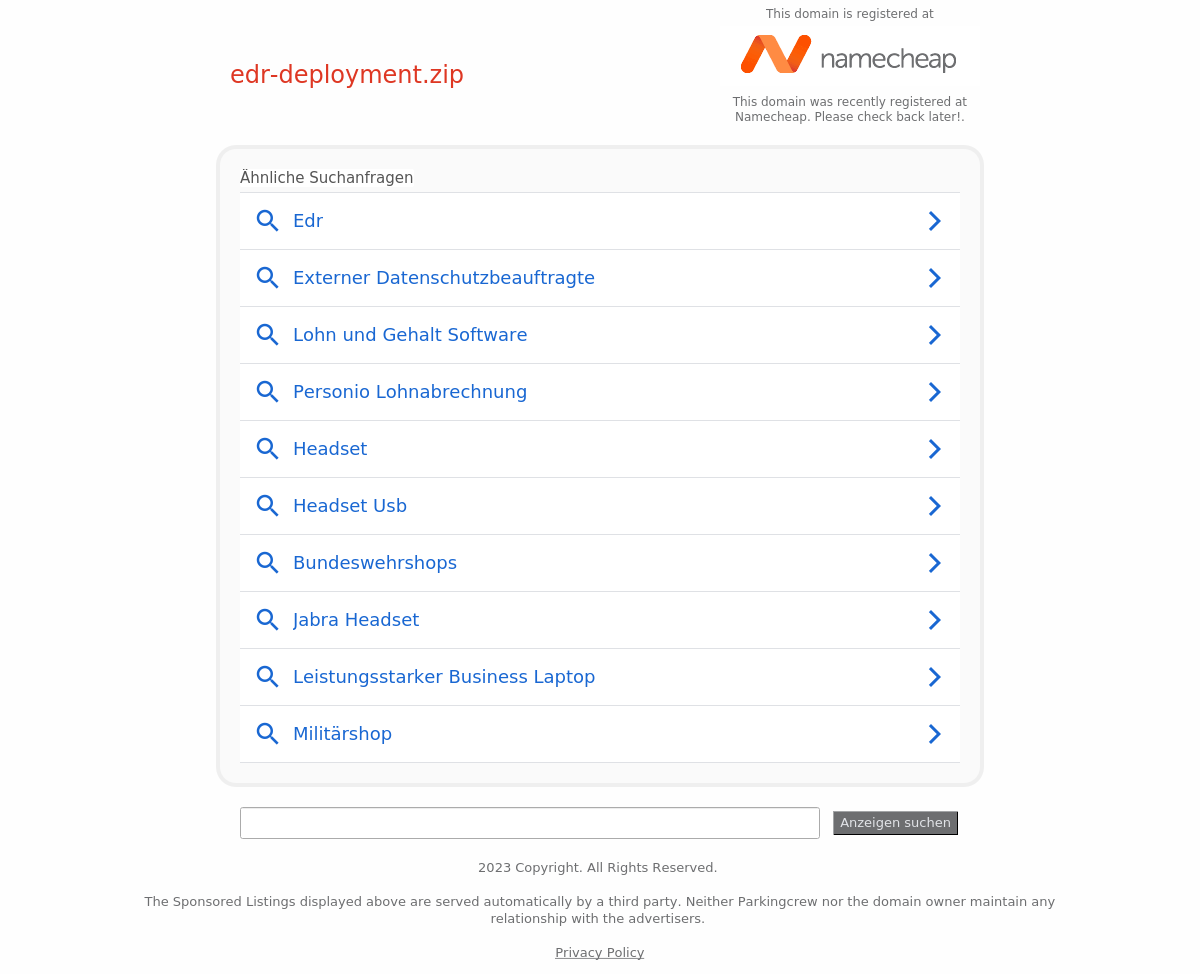 This domain is registered at
namecheap
edr-deployment.zip
This domain was recently registered at
Namecheap. Please check back later!.
Ähnliche Suchanfragen
Edr
Externer Datenschutzbeauftragte
Lohn und Gehalt Software
Personio Lohnabrechnung
Headset
Headset Usb
Bundeswehrshops
Jabra Headset
Leistungsstarker Business Laptop
Militärshop
Anzeigen suchen
2023 Copyright. All Rights Reserved.
The Sponsored Listings displayed above are served automatically by a third party. Neither Parkingcrew nor the domain owner maintain any
relationship with the advertisers.
Privacy Policy